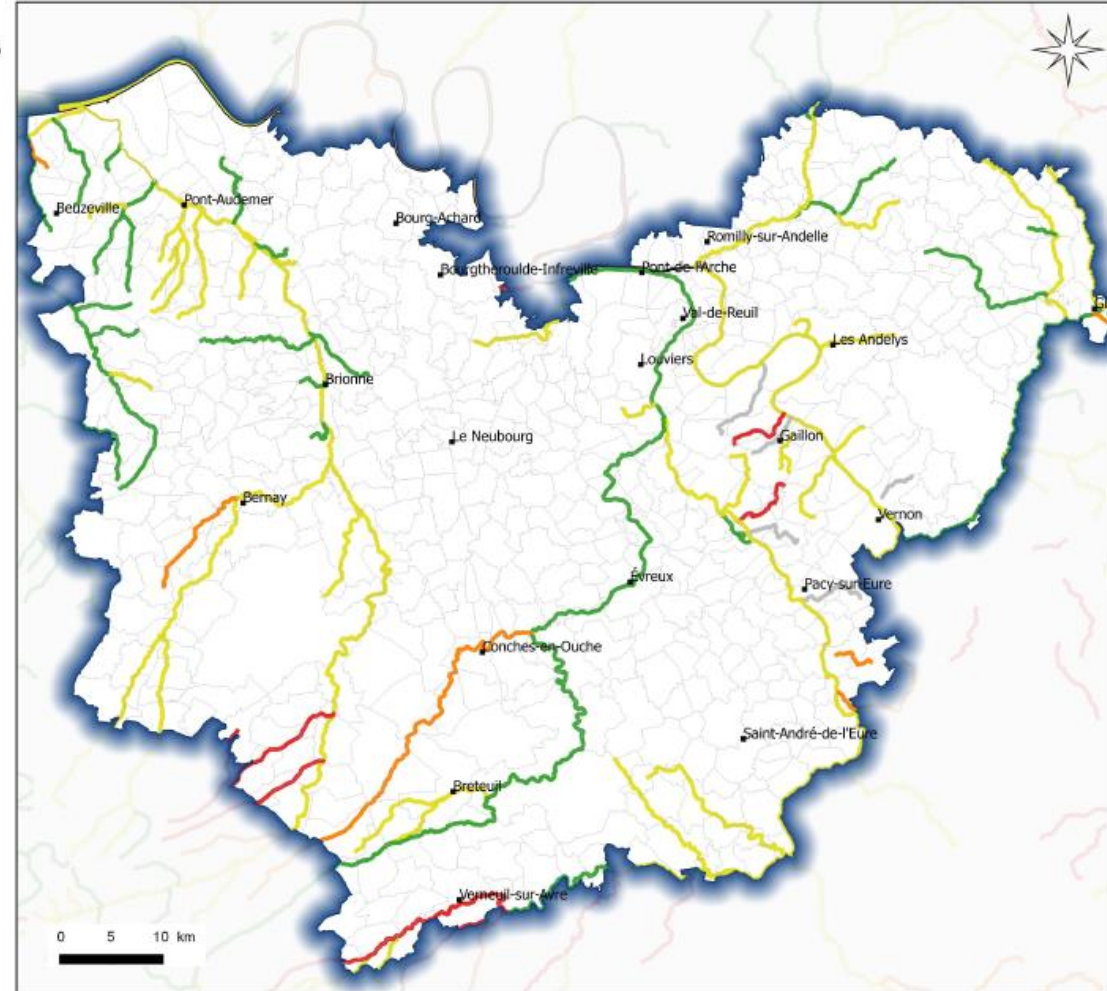 Beuzeville
Pont-Audemer
Bourg-Achard
Romilly-sur-Andelle
Bourgtheroulde-Infreville
Pont-de-l'Arche
Val-de-Reuil
Les Andelys
Louviers
Brionne
Le Neubourg
Gaillon
Bernay
Vernon
Évreux
Pacy-sur-Eure
Conches-en-Ouche
Saint-André-de-l'Eure
Breteuil
Verneuil-sur-Avre
0 5 10 km